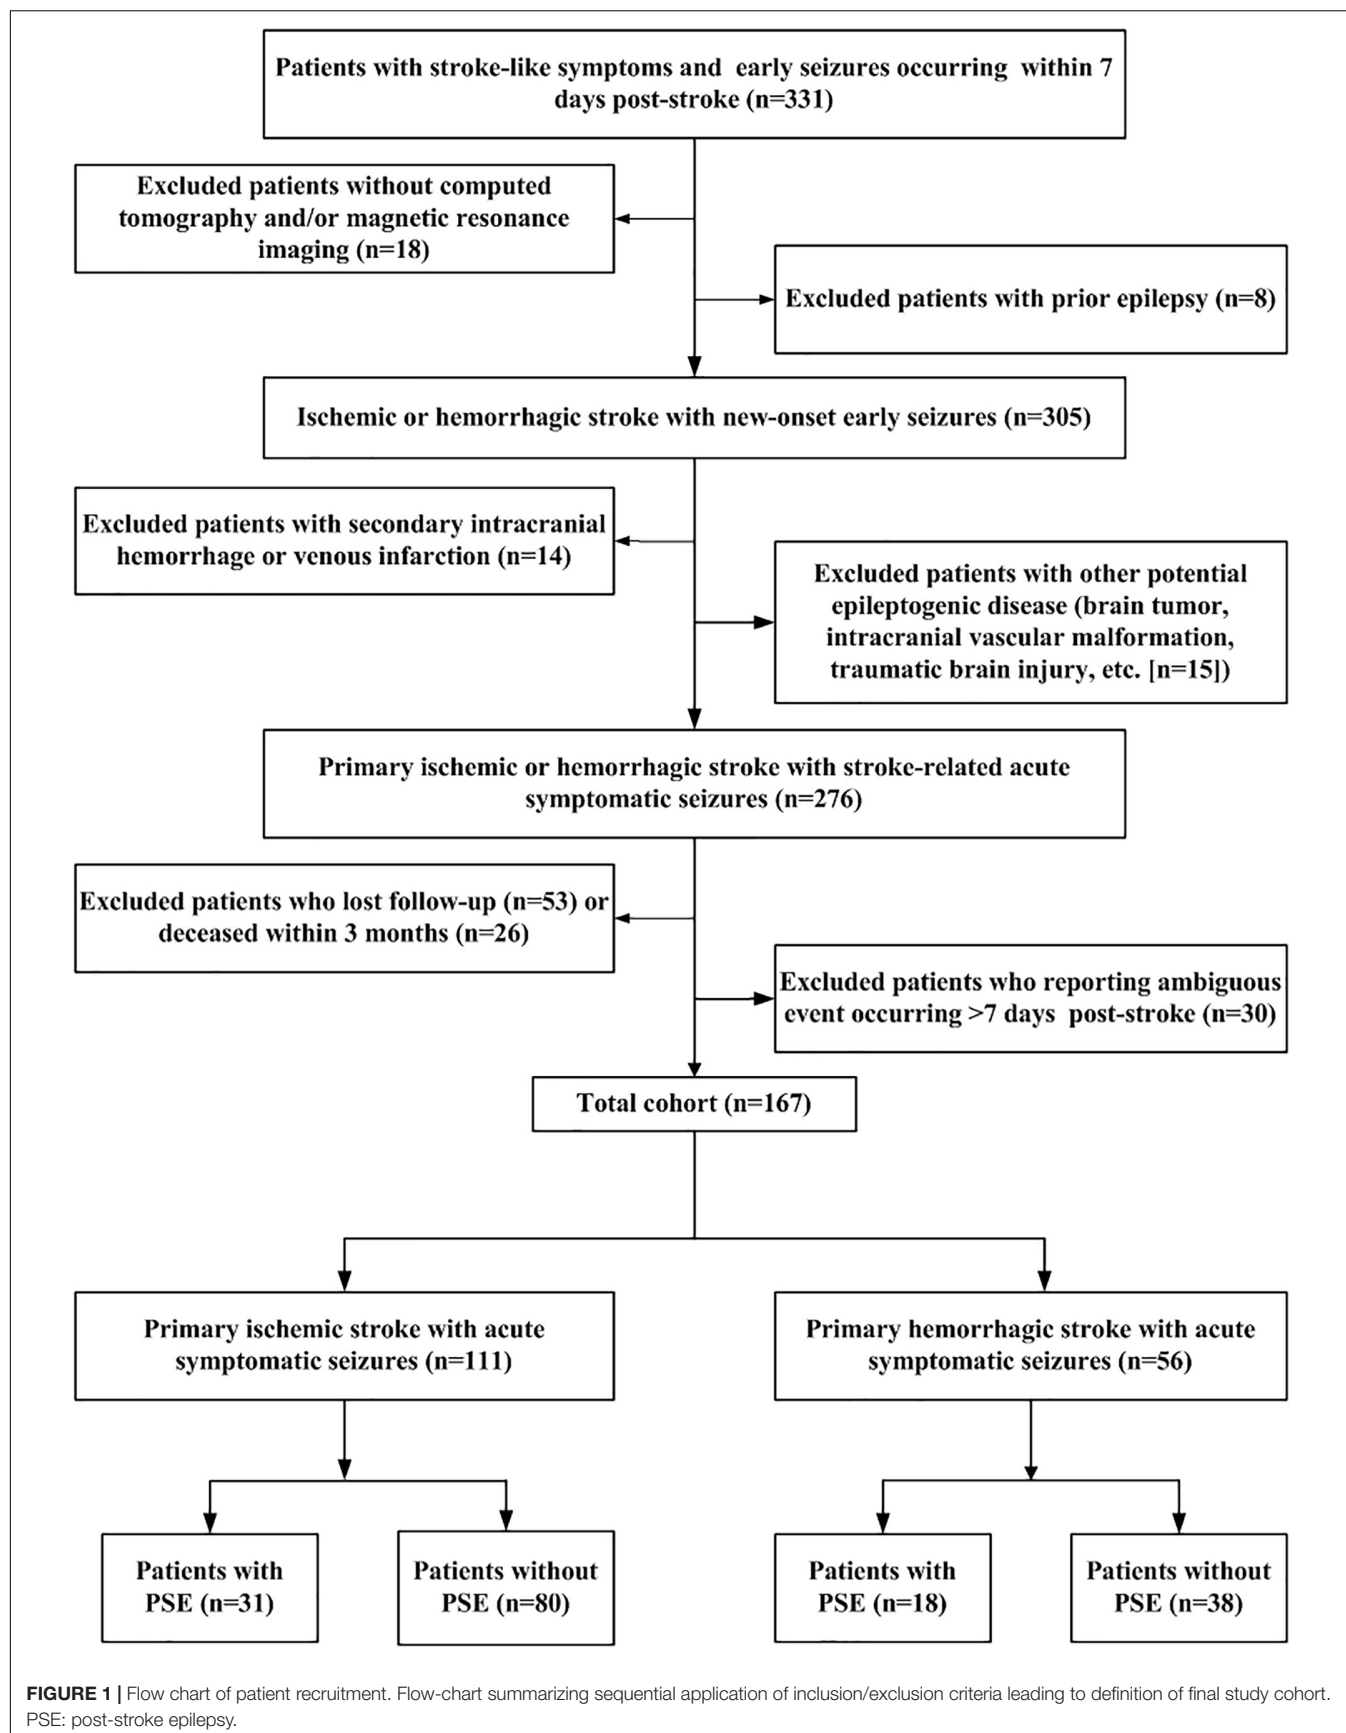 Patients with stroke-like symptoms and early seizures occurring within 7
days post-stroke (n=331)
Excluded patients without computed
tomography and/or magnetic resonance
imaging (n=18)
Excluded patients with prior epilepsy (n=8)
Ischemic or hemorrhagic stroke with new-onset early seizures (n=305)
Excluded patients with secondary intracranial
hemorrhage or venous infarction (n=14)
Excluded patients with other potential
epileptogenic disease (brain tumor,
intracranial vascular malformation,
traumatic brain injury, etc. [n=15])
Primary ischemic or hemorrhagic stroke with stroke-related acute
symptomatic seizures (n=276)
Excluded patients who lost follow-up (n=53) or
deceased within 3 months (n=26)
Excluded patients who reporting ambiguous
event occurring >7 days post-stroke (n=30)
Total cohort (n=167)
Primary ischemic stroke with acute
symptomatic seizures (n=111)
Primary hemorrhagic stroke with acute
symptomatic seizures (n=56)
Patients with
PSE (n=31)
Patients without
PSE (n=80)
Patients with
PSE (n=18)
Patients without
PSE (n=38)
FIGURE 1 | Flow chart of patient recruitment. Flow-chart summarizing sequential application of inclusion/exclusion criteria leading to definition of final study cohort.
PSE: post-stroke epilepsy.